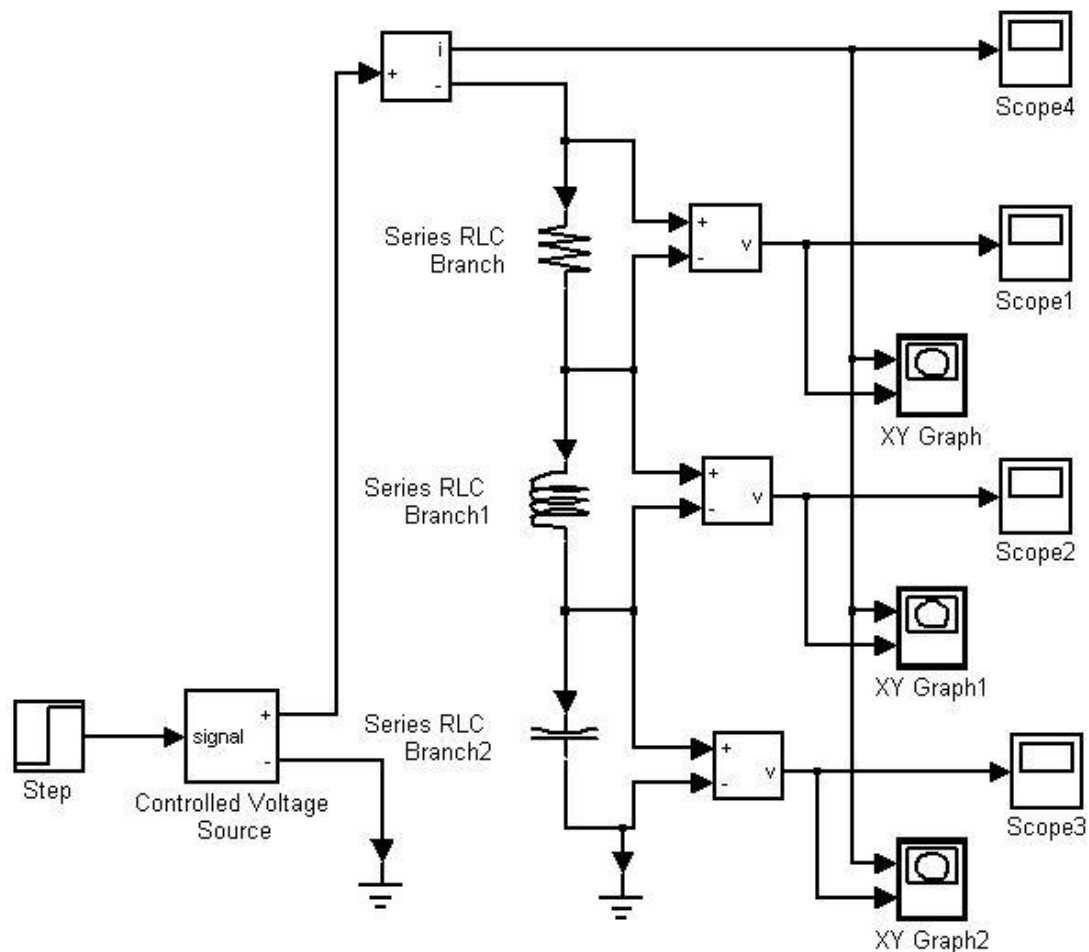 i
+
-
Scope4
Series RLC
Branch
+
-
v
Scope1
XY Graph
Series RLC
Branch1
+
-
v
Scope2
XY Graph1
Step
signal
+
-
Controlled Voltage
Source
Series RLC
Branch2
+
-
v
Scope3
XY Graph2